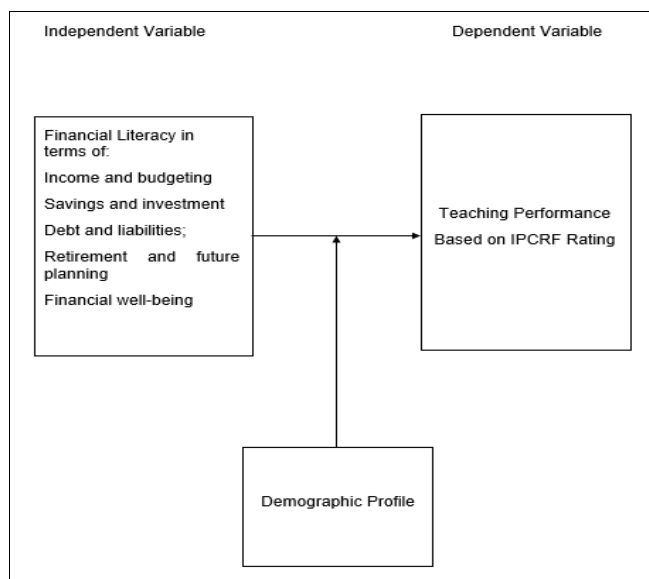 Independent Variable
Dependent Variable
Financial Literacy in
terms of:
Income and budgeting
Savings and investment
Debt and liabilities;
Retirement and future
planning
Financial well-being
Teaching Performance
Based on IPCRF Rating
Demographic Profile